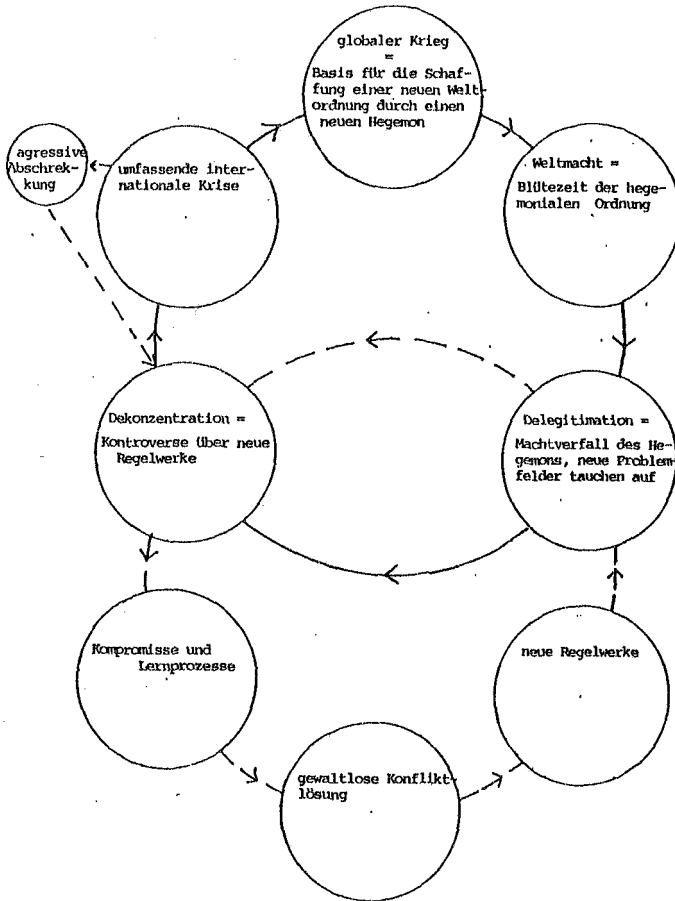 globaler Krieg
=
Basis für die Schaf-
fung einer neuen Welt-
ordnung durch einen
neuen Hegemon
agressive
Abschrek-
kung
umfassende inter-
nationale Krise
Weltmacht =
Blütezeit der hege-
monialen Ordnung
Dekonzentration =
Kontroverse über neue
Regelwerke
Delegitimation =
Machtverfall des He-
gemons, neue Problem-
felder tauchen auf
Kompromisse und
Lernprozesse
neue Regelwerke
gewaltlose Konflikt-
lösung